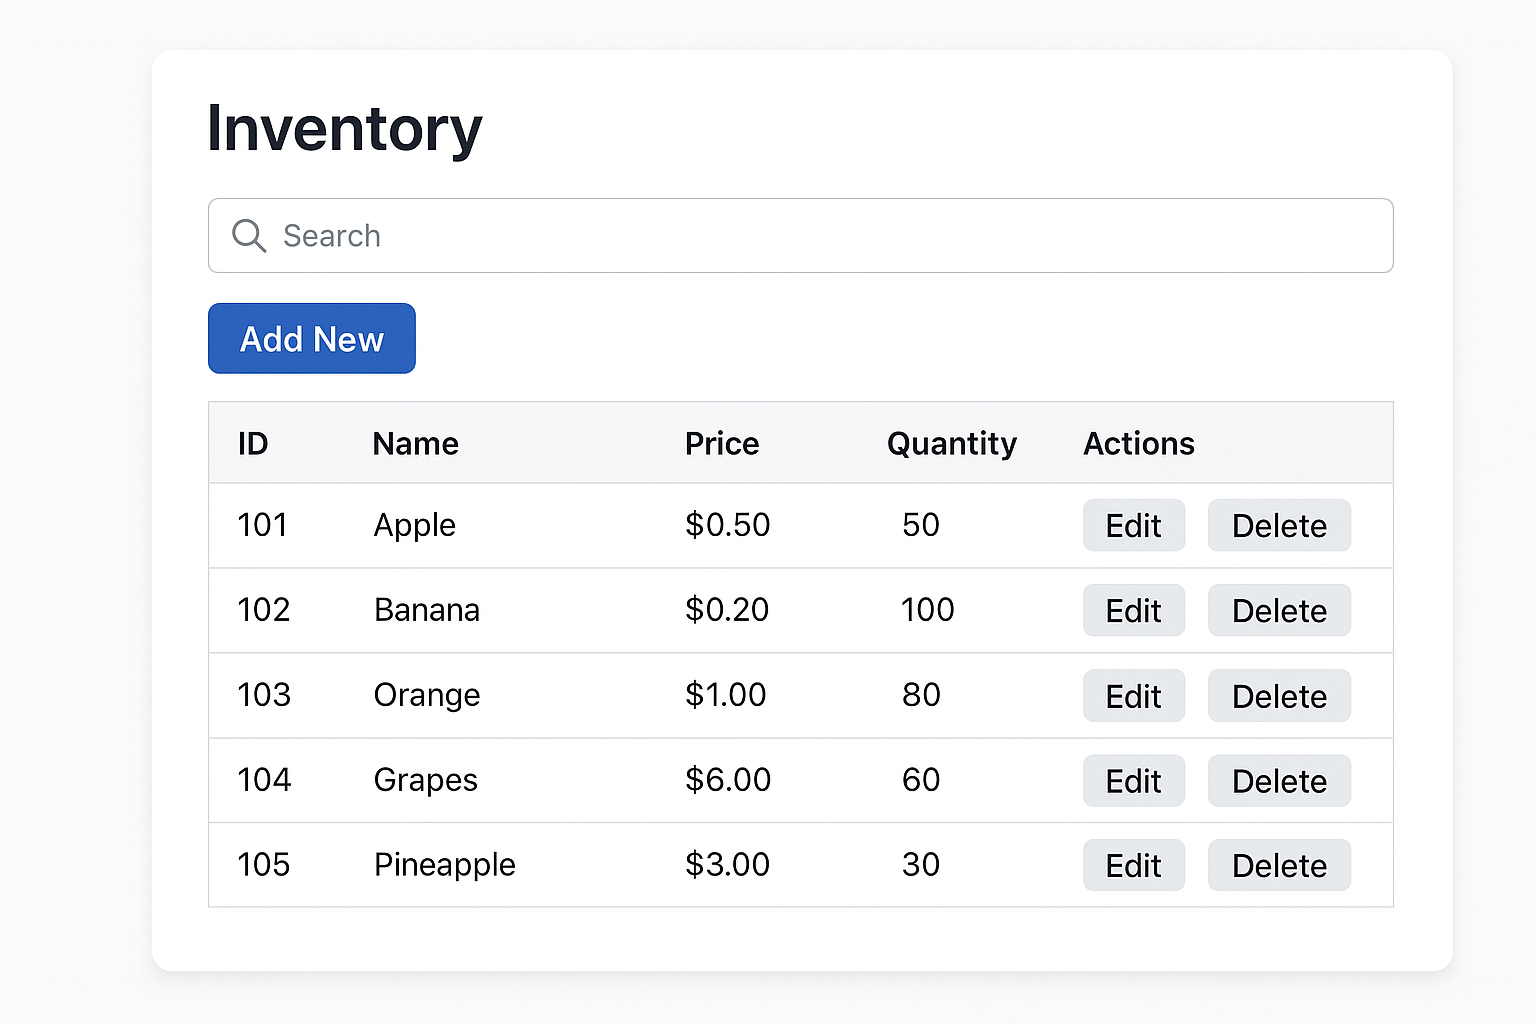 Inventory
Search
Add New
ID Name Price Quantity Actions
101 Apple $0.50 50 Edit Delete
102 Banana $0.20 100 Edit Delete
103 Orange $1.00 80 Edit Delete
104 Grapes $6.00 60 Edit Delete
105 Pineapple $3.00 30 Edit Delete